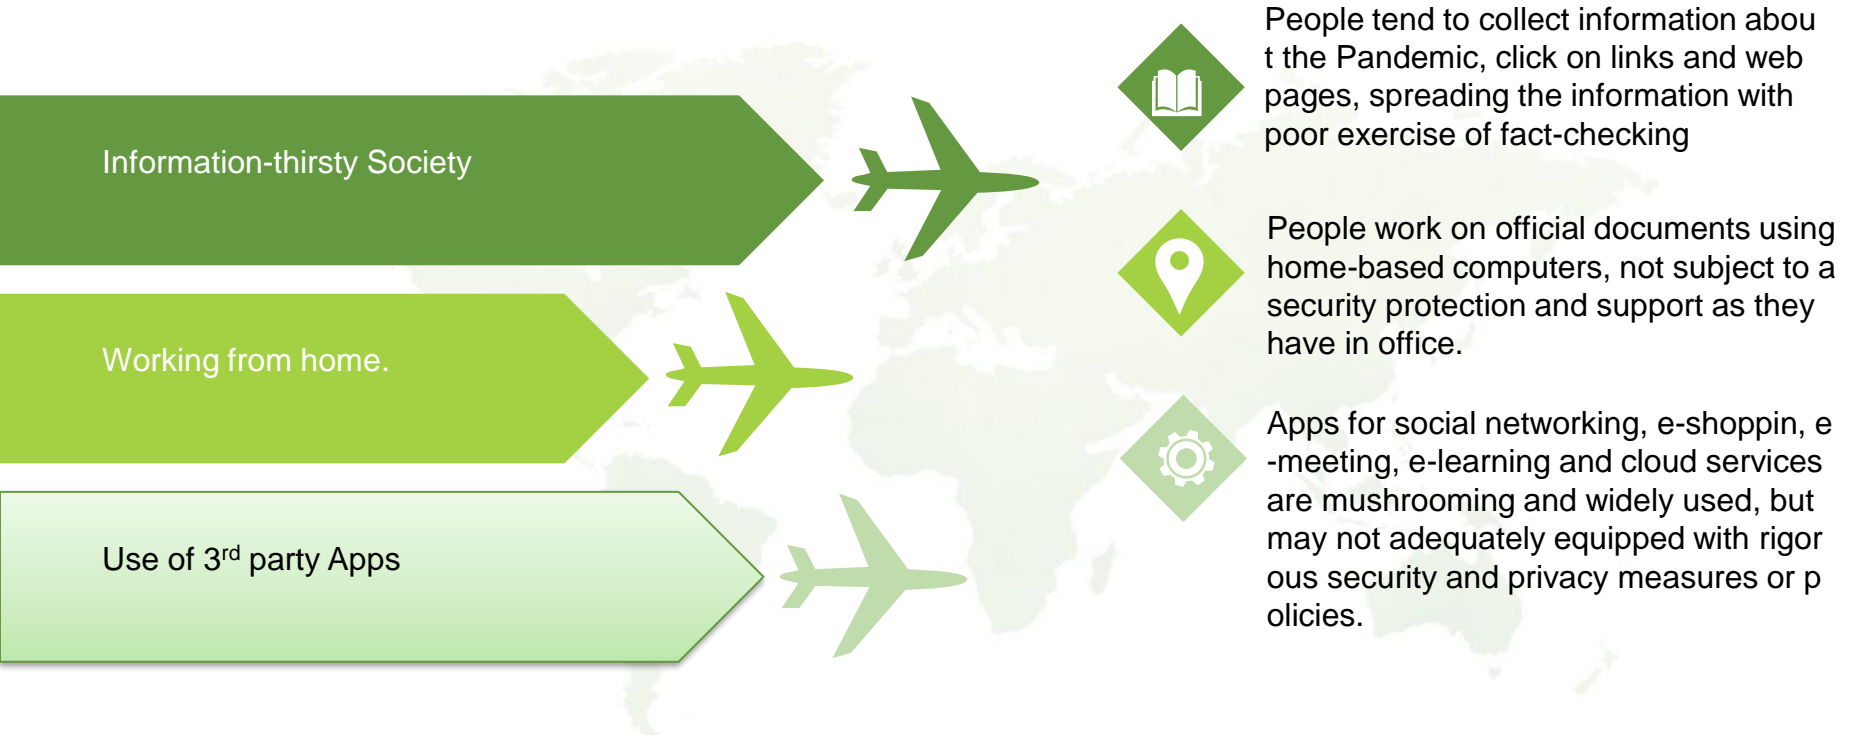 Information-thirsty Society
Working from home.
Use of 3rd party Apps
People tend to collect information abou
t the Pandemic, click on links and web
pages, spreading the information with
poor exercise of fact-checking
People work on official documents using
home-based computers, not subject to a
security protection and support as they
have in office.
Apps for social networking, e-shoppin, e
-meeting, e-learning and cloud services
are mushrooming and widely used, but
may not adequately equipped with rigor
ous security and privacy measures or p
olicies.